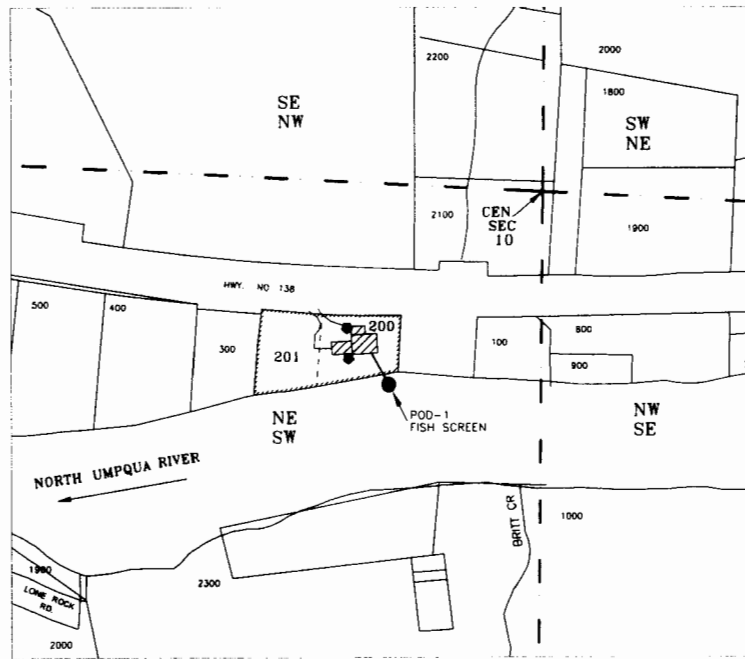 2200
2000
1800
SE
NW
SW
NE
2100
CEN
SEC
10
1900
HWY. NO 138
500
400
300
201
200
100
800
900
POD-1
FISH SCREEN
NE
SW
NW
SE
NORTH UMPQUA RIVER
BRITT CR
1000
1900
LONE ROCK
RD.
2300
2000